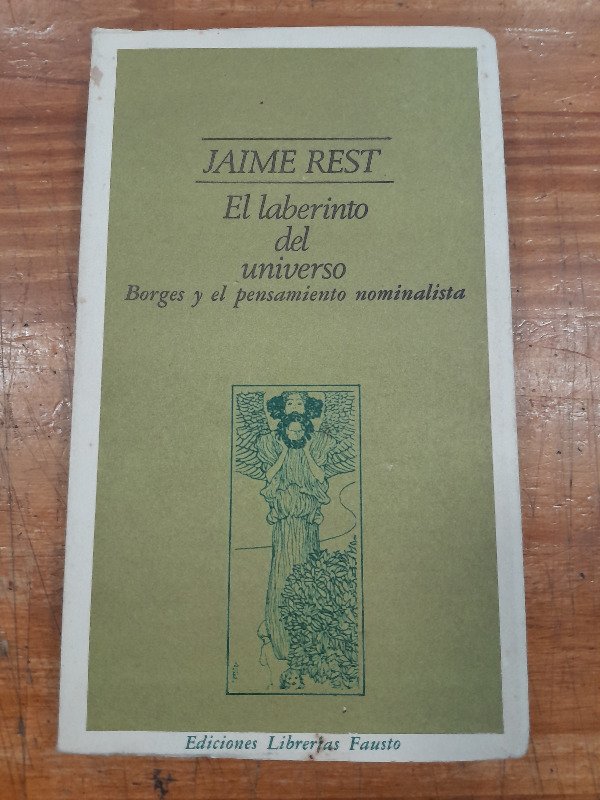 JAIME REST
El laberinto
del
universo
Borges y el pensamiento nominalista
Ediciones Librerías Fausto